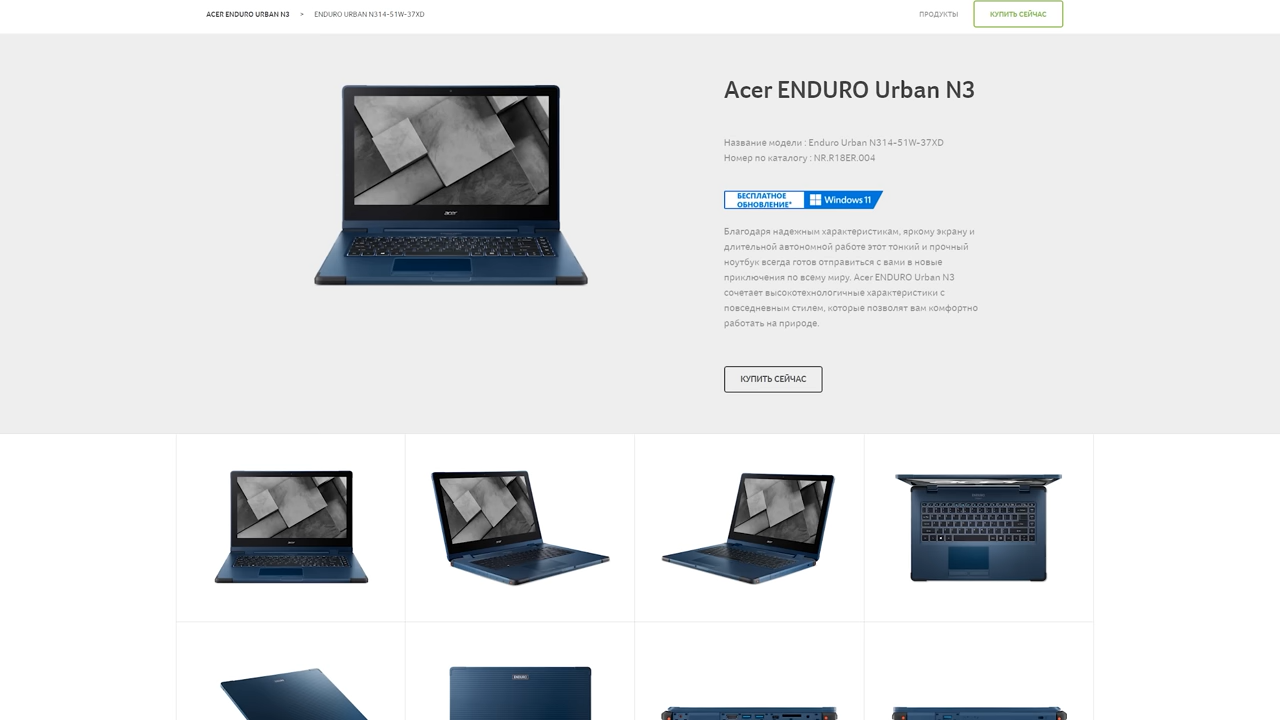 ACER ENDURO URBAN N3 > ENDURO URBAN N314-51W-37XD
ПРОДУКТЫ
КУПИТЬ СЕЙЧАС
Acer ENDURO Urban N3
Название модели : Enduro Urban N314-51W-37XD
Номер по каталогу : NR.R18ER.004
БЕСПЛАТНОЕ
ОБНОВЛЕНИЕ*
Windows 11
Благодаря надежным характеристикам, яркому экрану и
длительной автономной работе этот тонкий и прочный
ноутбук всегда готов отправиться с вами в новые
приключения по всему миру. Acer ENDURO Urban N3
сочетает высокотехнологичные характеристики с
повседневным стилем, которые позволят вам комфортно
работать на природе.
КУПИТЬ СЕЙЧАС
acer